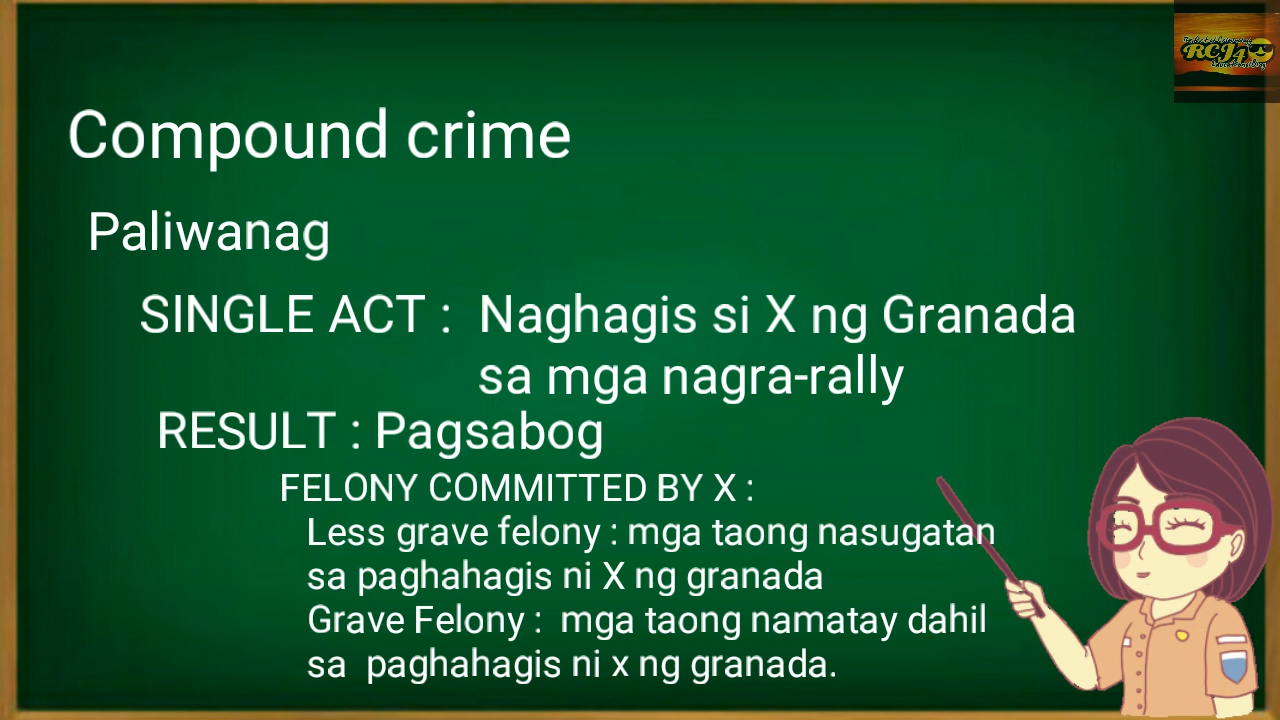 RCJ4
Compound crime
Paliwanag
SINGLE ACT : Naghagis si X ng Granada
sa mga nagra-rally
RESULT : Pagsabog
FELONY COMMITTED BY X :
Less grave felony : mga taong nasugatan
sa paghahagis ni X ng granada
Grave Felony : mga taong namatay dahil
sa paghahagis ni x ng granada.